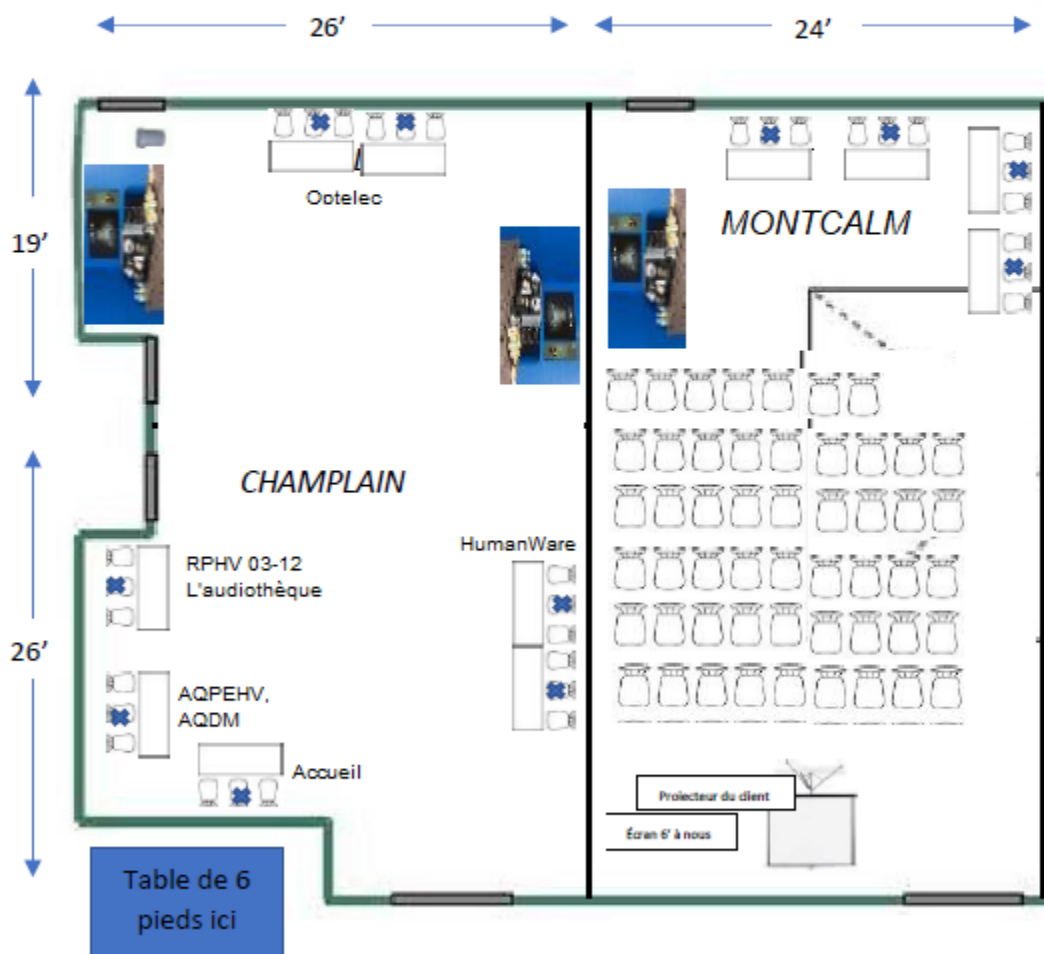 26’
24’
19’
Optelec
MONTCALM
CHAMPLAIN
HumanWare
RPHV 03-12
L'audiothèque
26’
AQPEHV,
AQDM
Accueil
Projecteur du client
Écran 6' à nous
Table de 6
pieds ici